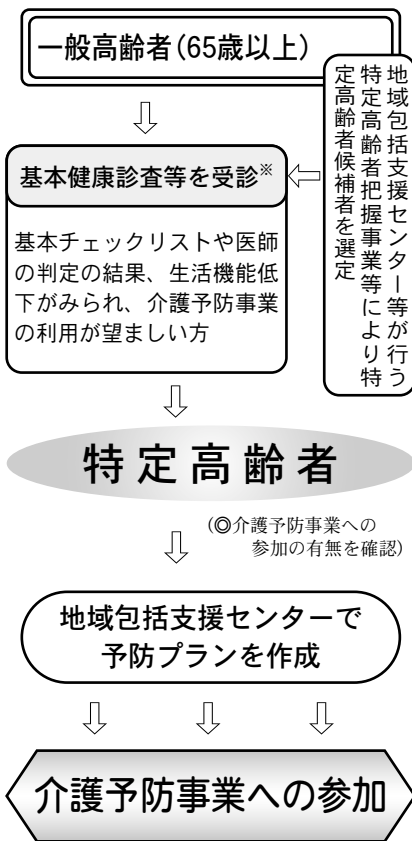 一般高齢者(65歳以上)
地域包括支援センター等が行う
特定高齢者把握事業等により特
定高齢者候補者を選定
基本健康診査等を受診※
基本チェックリストや医師
の判定の結果、生活機能低
下がみられ、介護予防事業
の利用が望ましい方
特定高齢者
(◎介護予防事業への
参加の有無を確認)
地域包括支援センターで
予防プランを作成
介護予防事業への参加